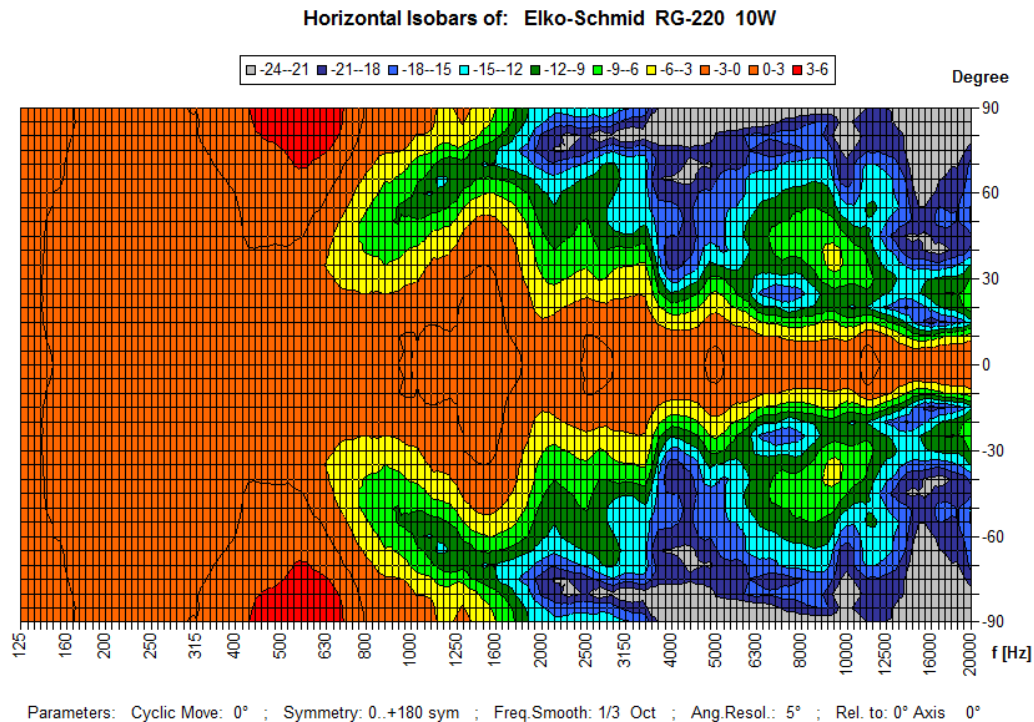 Horizontal Isobars of:   Elko-Schmid  RG-220  10W
-24--21 -21--18 -18--15 -15--12 -12--9 -9--6 -6--3 -3-0 0-3 3-6
Degree
90
60
30
0
-30
-60
-90
125 160 200 250 315 400 500 630 800 1000 1250 1600 2000 2500 3150 4000 5000 6300 8000 10000 12500 16000 20000
f [Hz]
Parameters:   Cyclic Move:  0°   ;   Symmetry: 0..+180 sym   ;   Freq.Smooth: 1/3  Oct   ;   Ang.Resol.:  5°   ;   Rel. to: 0° Axis    0°